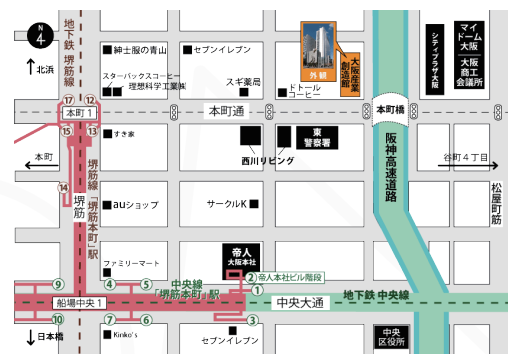 N
4
北浜
地下鉄 堺筋線
紳士服の青山
セブンイレブン
外観
大阪産業
創造館
シティプラザ大阪
マイ
ドーム
大阪
大阪
商工
会議所
スターバックスコーヒー
理想科学工業㈱
スギ薬局
ドトール
コーヒー
17
12
本町1
本町通
本町橋
15
13
すき家
西川リビング
東
警察署
阪神高速道路
谷町4丁目
本町
堺筋線「堺筋本町」駅
14
堺筋
auショップ
サークルK
松屋町筋
ファミリーマート
帝人
大阪本社
2 帝人本社ビル階段
9
4
5
中央線
「堺筋本町」駅
1
船場中央1
中央大通
地下鉄 中央線
10
7
6
3
日本橋
Kinko's
セブンイレブン
中央
区役所